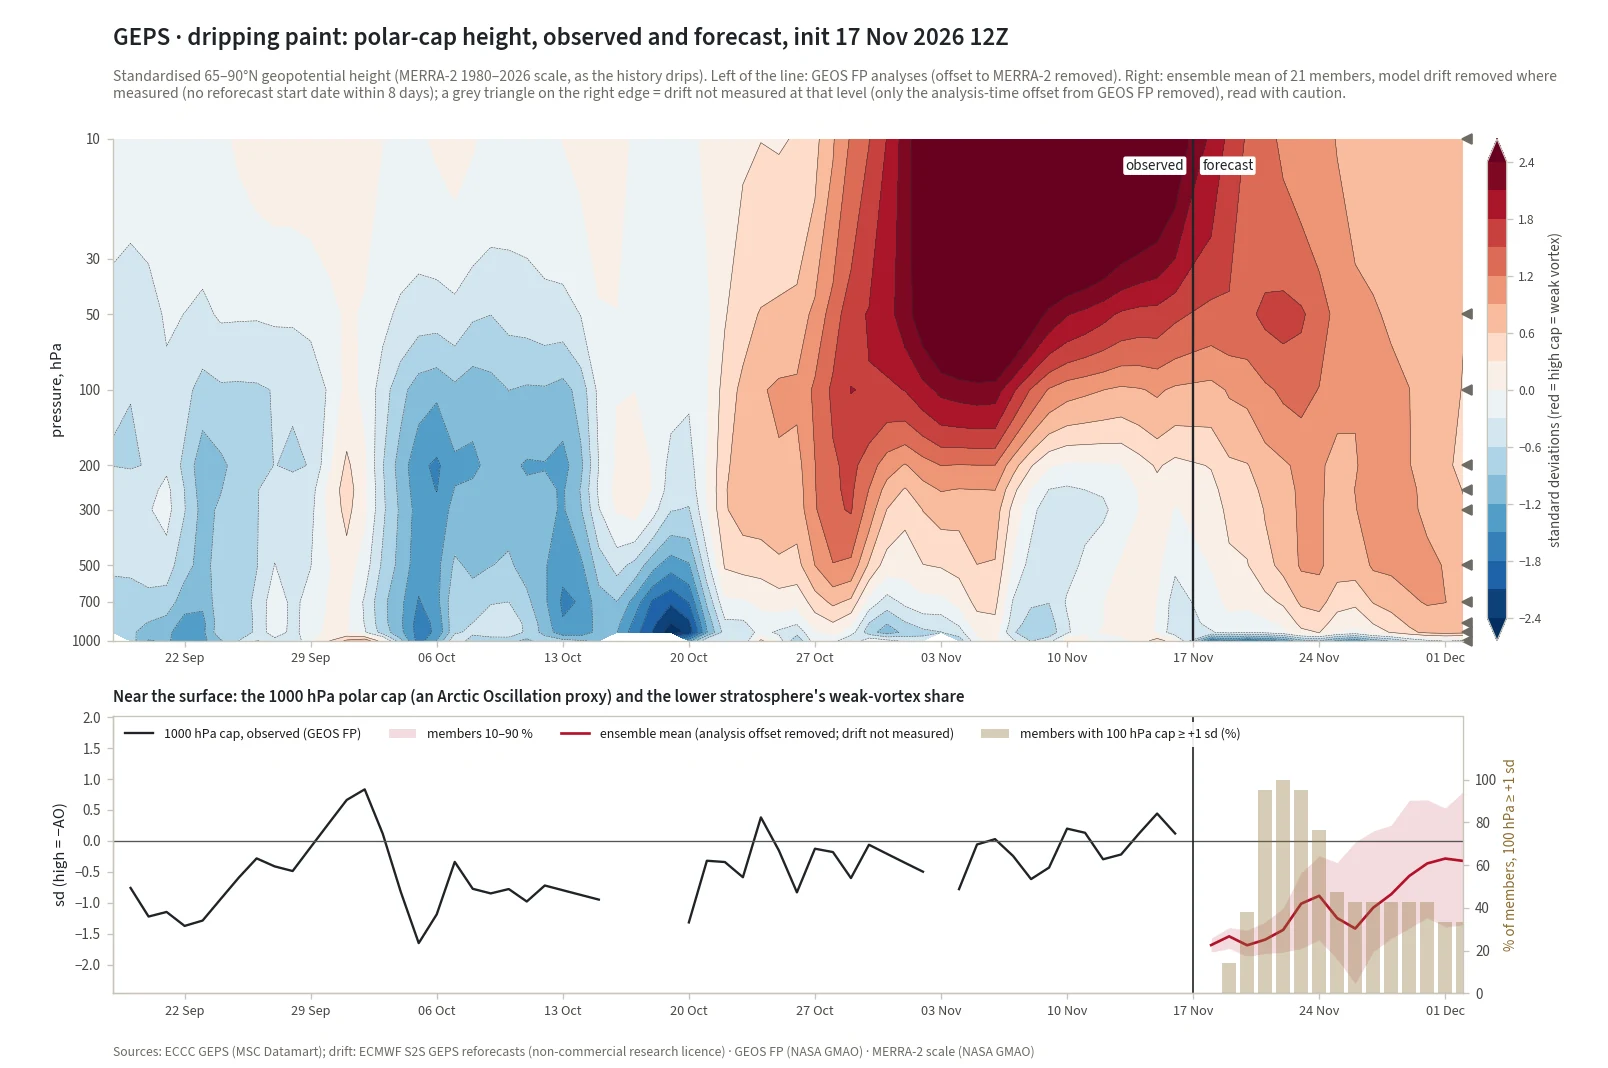 GEPS · dripping paint: polar-cap height, observed and forecast, init 17 Nov 2026 12Z
Standardised 65–90°N geopotential height (MERRA-2 1980–2026 scale, as the history drips). Left of the line: GEOS FP analyses (offset to MERRA-2 removed). Right: ensemble mean of 21 members, model drift removed where
measured (no reforecast start date within 8 days); a grey triangle on the right edge = drift not measured at that level (only the analysis-time offset from GEOS FP removed), read with caution.
pressure, hPa
10
30
50
100
200
300
500
700
1000
observed
forecast
22 Sep
29 Sep
06 Oct
13 Oct
20 Oct
27 Oct
03 Nov
10 Nov
17 Nov
24 Nov
01 Dec
2.4
1.8
1.2
0.6
0.0
−0.6
−1.2
−1.8
−2.4
standard deviations (red = high cap = weak vortex)
Near the surface: the 1000 hPa polar cap (an Arctic Oscillation proxy) and the lower stratosphere's weak-vortex share
1000 hPa cap, observed (GEOS FP)
members 10–90 %
ensemble mean (analysis offset removed; drift not measured)
members with 100 hPa cap ≥ +1 sd (%)
sd (high = −AO)
2.0
1.5
1.0
0.5
0.0
−0.5
−1.0
−1.5
−2.0
100
80
60
40
20
0
% of members, 100 hPa ≥ +1 sd
22 Sep
29 Sep
06 Oct
13 Oct
20 Oct
27 Oct
03 Nov
10 Nov
17 Nov
24 Nov
01 Dec
Sources: ECCC GEPS (MSC Datamart); drift: ECMWF S2S GEPS reforecasts (non-commercial research licence) · GEOS FP (NASA GMAO) · MERRA-2 scale (NASA GMAO)